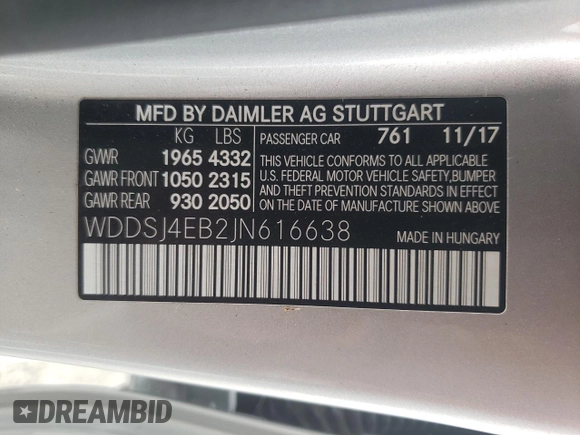 MFD BY DAIMLER AG STUTTGART
KG LBS PASSENGER CAR 761 11/17
GVWR 1965 4332
GAWR FRONT 1050 2315
GAWR REAR 930 2050
THIS VEHICLE CONFORMS TO ALL APPLICABLE
U.S. FEDERAL MOTOR VEHICLE SAFETY,BUMPER
AND THEFT PREVENTION STANDARDS IN EFFECT
ON THE DATE OF MANUFACTURE SHOWN ABOVE
WDDSJ4EB2JN616638 MADE IN HUNGARY
DREAMBID